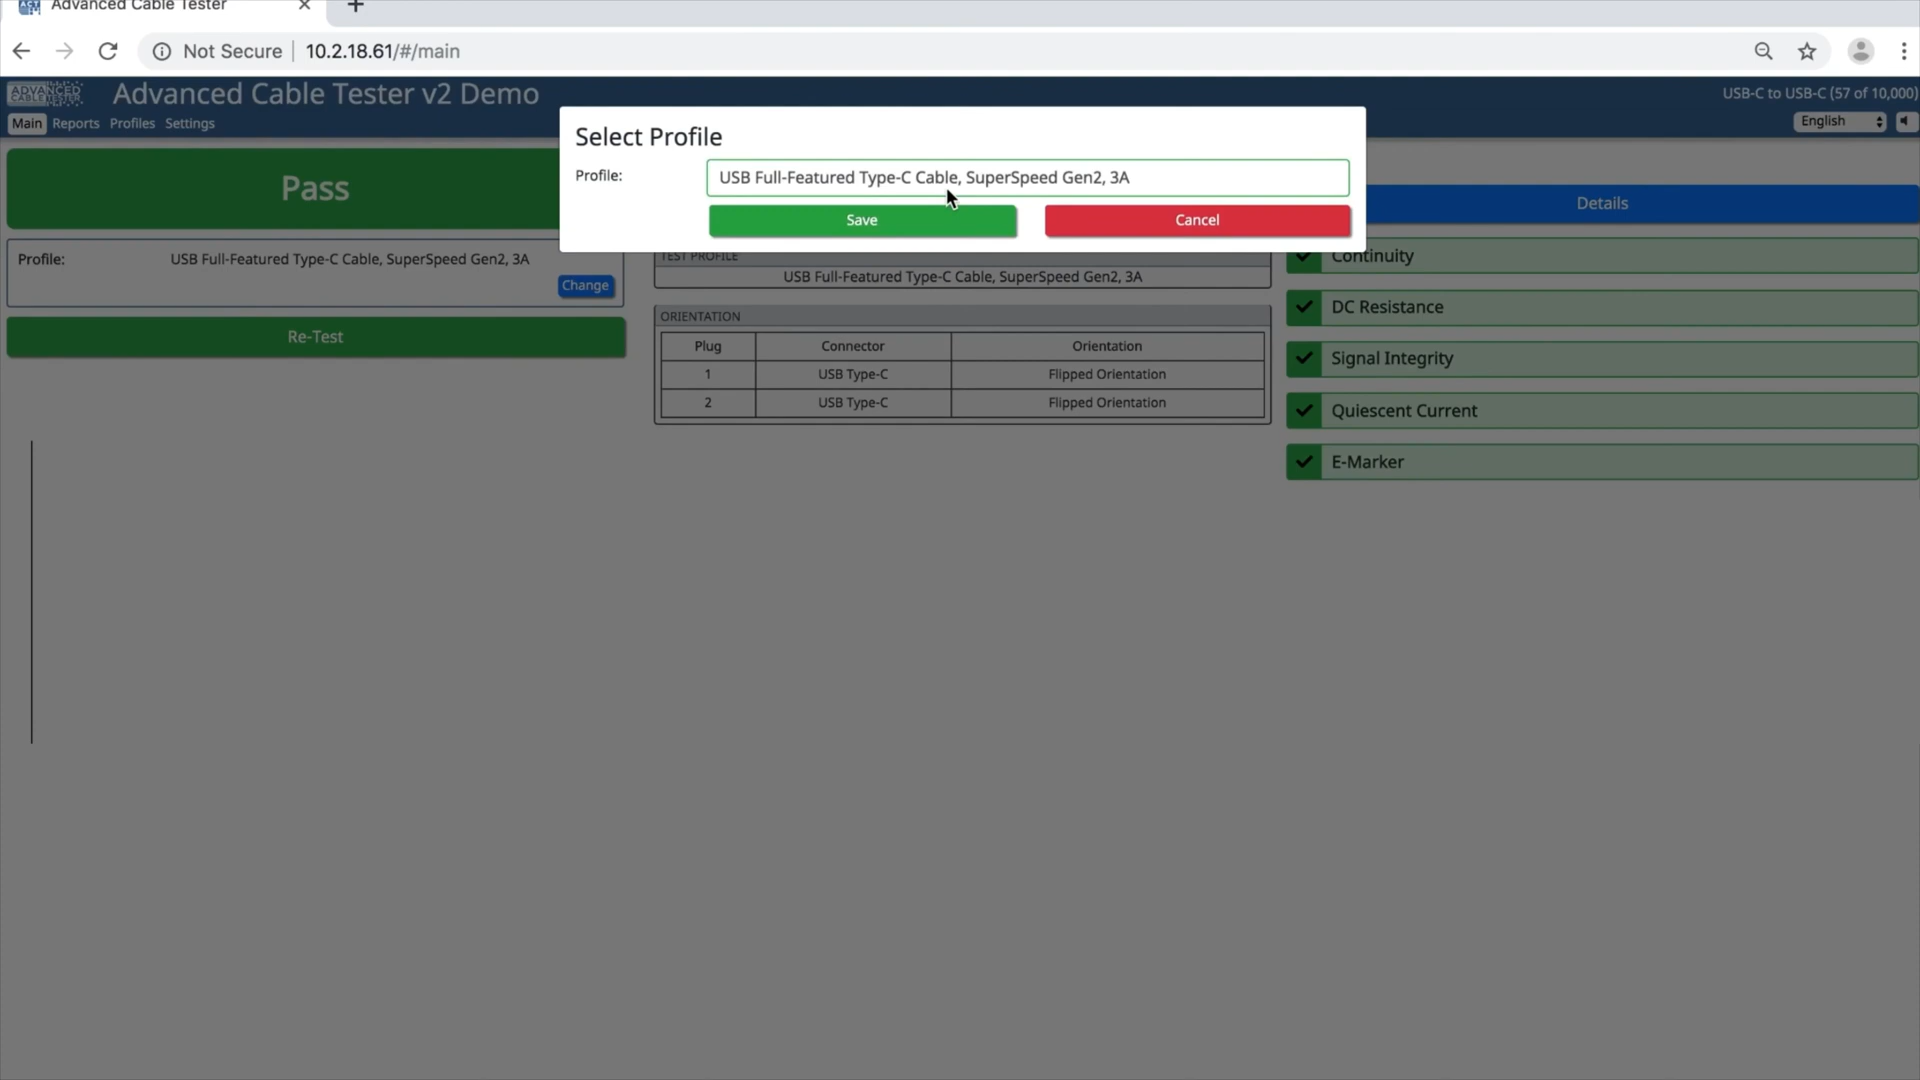 Advanced Cable Tester
Not Secure 10.2.18.61/#/main
ADVANCED
CABLE TESTER
Advanced Cable Tester v2 Demo
USB-C to USB-C (57 of 10,000)
Main Reports Profiles Settings
English
Select Profile
Profile: USB Full-Featured Type-C Cable, SuperSpeed Gen2, 3A
Save Cancel
Pass
Profile: USB Full-Featured Type-C Cable, SuperSpeed Gen2, 3A
Change
Re-Test
TEST PROFILE
USB Full-Featured Type-C Cable, SuperSpeed Gen2, 3A
ORIENTATION
Plug Connector Orientation
1 USB Type-C Flipped Orientation
2 USB Type-C Flipped Orientation
Details
Continuity
DC Resistance
Signal Integrity
Quiescent Current
E-Marker